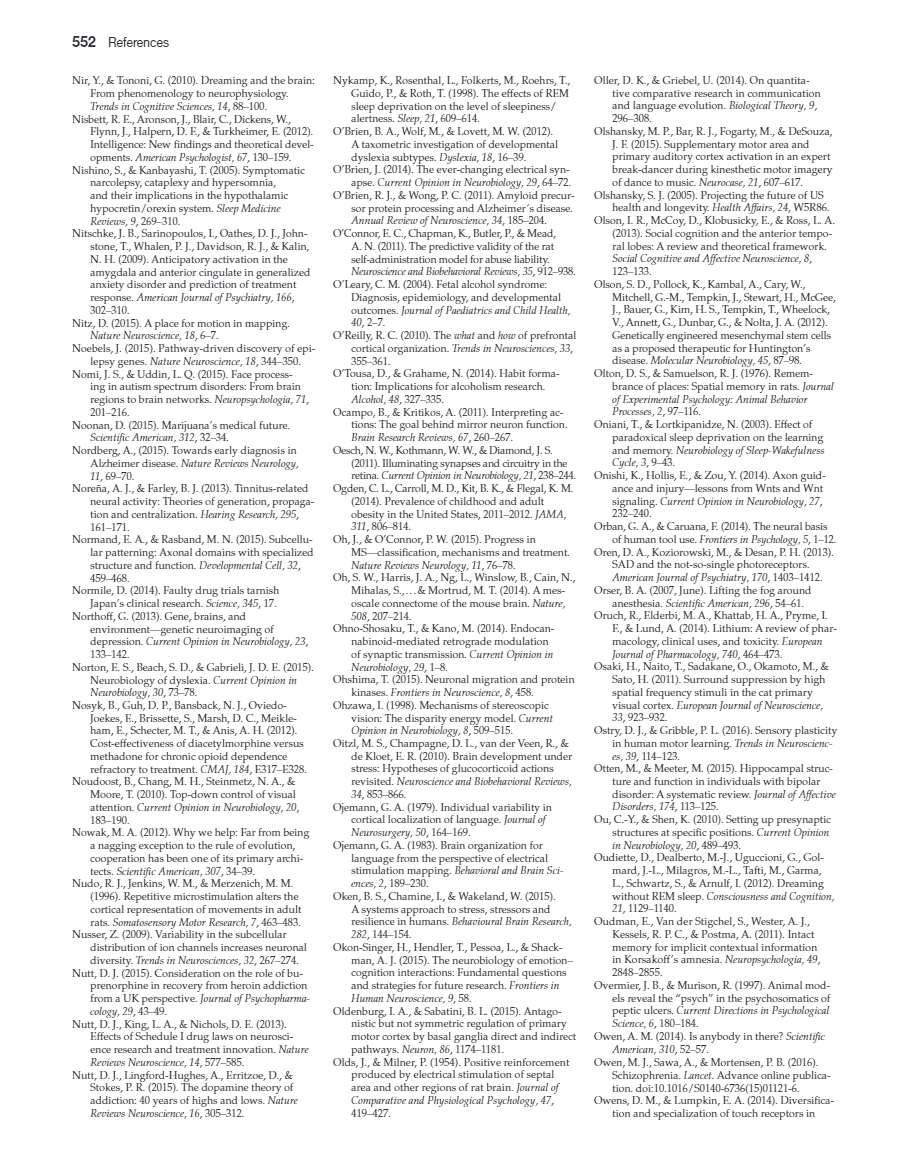 552 References
Nir, Y., & Tononi, G. (2010). Dreaming and the brain:
From phenomenology to neurophysiology.
Trends in Cognitive Sciences, 14, 88–100.
Nisbett, R. E., Aronson, J., Blair, C., Dickens, W.,
Flynn, J., Halpern, D. F., & Turkheimer, E. (2012).
Intelligence: New findings and theoretical devel-
opments. American Psychologist, 67, 130–159.
Nishino, S., & Kanbayashi, T. (2005). Symptomatic
narcolepsy, cataplexy and hypersomnia,
and their implications in the hypothalamic
hypocretin/orexin system. Sleep Medicine
Reviews, 9, 269–310.
Nitschke, J. B., Sarinopoulos, I., Oathes, D. J., John-
stone, T., Whalen, P. J., Davidson, R. J., & Kalin,
N. H. (2009). Anticipatory activation in the
amygdala and anterior cingulate in generalized
anxiety disorder and prediction of treatment
response. American Journal of Psychiatry, 166,
302–310.
Nitz, D. (2015). A place for motion in mapping.
Nature Neuroscience, 18, 6–7.
Noebels, J. (2015). Pathway-driven discovery of epi-
lepsy genes. Nature Neuroscience, 18, 344–350.
Nomi, J. S., & Uddin, L. Q. (2015). Face process-
ing in autism spectrum disorders: From brain
regions to brain networks. Neuropsychologia, 71,
201–216.
Noonan, D. (2015). Marijuana's medical future.
Scientific American, 312, 32–34.
Nordberg, A., (2015). Towards early diagnosis in
Alzheimer disease. Nature Reviews Neurology,
11, 69–70.
Noreña, A. J., & Farley, B. J. (2013). Tinnitus-related
neural activity: Theories of generation, propaga-
tion and centralization. Hearing Research, 295,
161–171.
Normand, E. A., & Rasband, M. N. (2015). Subcellu-
lar patterning: Axonal domains with specialized
structure and function. Developmental Cell, 32,
459–468.
Normile, D. (2014). Faulty drug trials tarnish
Japan's clinical research. Science, 345, 17.
Northoff, G. (2013). Gene, brains, and
environment—genetic neuroimaging of
depression. Current Opinion in Neurobiology, 23,
133–142.
Norton, E. S., Beach, S. D., & Gabrieli, J. D. E. (2015).
Neurobiology of dyslexia. Current Opinion in
Neurobiology, 30, 73–78.
Nosyk, B., Guh, D. P., Bansback, N. J., Oviedo-
Joekes, E., Brissette, S., Marsh, D. C., Meikle-
ham, E., Schecter, M. T., & Anis, A. H. (2012).
Cost-effectiveness of diacetylmorphine versus
methadone for chronic opioid dependence
refractory to treatment. CMAJ, 184, E317–E328.
Noudoost, B., Chang, M. H., Steinmetz, N. A., &
Moore, T. (2010). Top-down control of visual
attention. Current Opinion in Neurobiology, 20,
183–190.
Nowak, M. A. (2012). Why we help: Far from being
a nagging exception to the rule of evolution,
cooperation has been one of its primary archi-
tects. Scientific American, 307, 34–39.
Nudo, R. J., Jenkins, W. M., & Merzenich, M. M.
(1996). Repetitive microstimulation alters the
cortical representation of movements in adult
rats. Somatosensory Motor Research, 7, 463–483.
Nusser, Z. (2009). Variability in the subcellular
distribution of ion channels increases neuronal
diversity. Trends in Neurosciences, 32, 267–274.
Nutt, D. J. (2015). Consideration on the role of bu-
prenorphine in recovery from heroin addiction
from a UK perspective. Journal of Psychopharma-
cology, 29, 43–49.
Nutt, D. J., King, L. A., & Nichols, D. E. (2013).
Effects of Schedule I drug laws on neurosci-
ence research and treatment innovation. Nature
Reviews Neuroscience, 14, 577–585.
Nutt, D. J., Lingford-Hughes, A., Erritzoe, D., &
Stokes, P. R. (2015). The dopamine theory of
addiction: 40 years of highs and lows. Nature
Reviews Neuroscience, 16, 305–312.
Nykamp, K., Rosenthal, L., Folkerts, M., Roehrs, T.,
Guido, P., & Roth, T. (1998). The effects of REM
sleep deprivation on the level of sleepiness/
alertness. Sleep, 21, 609–614.
O'Brien, B. A., Wolf, M., & Lovett, M. W. (2012).
A taxometric investigation of developmental
dyslexia subtypes. Dyslexia, 18, 16–39.
O'Brien, J. (2014). The ever-changing electrical syn-
apse. Current Opinion in Neurobiology, 29, 64–72.
O'Brien, R. J., & Wong, P. C. (2011). Amyloid precur-
sor protein processing and Alzheimer's disease.
Annual Review of Neuroscience, 34, 185–204.
O'Connor, E. C., Chapman, K., Butler, P., & Mead,
A. N. (2011). The predictive validity of the rat
self-administration model for abuse liability.
Neuroscience and Biobehavioral Reviews, 35, 912–938.
O'Leary, C. M. (2004). Fetal alcohol syndrome:
Diagnosis, epidemiology, and developmental
outcomes. Journal of Paediatrics and Child Health,
40, 2–7.
O'Reilly, R. C. (2010). The what and how of prefrontal
cortical organization. Trends in Neurosciences, 33,
355–361.
O'Tousa, D., & Grahame, N. (2014). Habit forma-
tion: Implications for alcoholism research.
Alcohol, 48, 327–335.
Ocampo, B., & Kritikos, A. (2011). Interpreting ac-
tions: The goal behind mirror neuron function.
Brain Research Reviews, 67, 260–267.
Oesch, N. W., Kothmann, W. W., & Diamond, J. S.
(2011). Illuminating synapses and circuitry in the
retina. Current Opinion in Neurobiology, 21, 238–244.
Ogden, C. L., Carroll, M. D., Kit, B. K., & Flegal, K. M.
(2014). Prevalence of childhood and adult
obesity in the United States, 2011–2012. JAMA,
311, 806–814.
Oh, J., & O'Connor, P. W. (2015). Progress in
MS—classification, mechanisms and treatment.
Nature Reviews Neurology, 11, 76–78.
Oh, S. W., Harris, J. A., Ng, L., Winslow, B., Cain, N.,
Mihalas, S., . . . & Mortrud, M. T. (2014). A mes-
oscale connectome of the mouse brain. Nature,
508, 207–214.
Ohno-Shosaku, T., & Kano, M. (2014). Endocan-
nabinoid-mediated retrograde modulation
of synaptic transmission. Current Opinion in
Neurobiology, 29, 1–8.
Ohshima, T. (2015). Neuronal migration and protein
kinases. Frontiers in Neuroscience, 8, 458.
Ohzawa, I. (1998). Mechanisms of stereoscopic
vision: The disparity energy model. Current
Opinion in Neurobiology, 8, 509–515.
Oitzl, M. S., Champagne, D. L., van der Veen, R., &
de Kloet, E. R. (2010). Brain development under
stress: Hypotheses of glucocorticoid actions
revisited. Neuroscience and Biobehavioral Reviews,
34, 853–866.
Ojemann, G. A. (1979). Individual variability in
cortical localization of language. Journal of
Neurosurgery, 50, 164–169.
Ojemann, G. A. (1983). Brain organization for
language from the perspective of electrical
stimulation mapping. Behavioral and Brain Sci-
ences, 2, 189–230.
Oken, B. S., Chamine, I., & Wakeland, W. (2015).
A systems approach to stress, stressors and
resilience in humans. Behavioural Brain Research,
282, 144–154.
Okon-Singer, H., Hendler, T., Pessoa, L., & Shack-
man, A. J. (2015). The neurobiology of emotion–
cognition interactions: Fundamental questions
and strategies for future research. Frontiers in
Human Neuroscience, 9, 58.
Oldenburg, I. A., & Sabatini, B. L. (2015). Antago-
nistic but not symmetric regulation of primary
motor cortex by basal ganglia direct and indirect
pathways. Neuron, 86, 1174–1181.
Olds, J., & Milner, P. (1954). Positive reinforcement
produced by electrical stimulation of septal
area and other regions of rat brain. Journal of
Comparative and Physiological Psychology, 47,
419–427.
Oller, D. K., & Griebel, U. (2014). On quantita-
tive comparative research in communication
and language evolution. Biological Theory, 9,
296–308.
Olshansky, M. P., Bar, R. J., Fogarty, M., & DeSouza,
J. F. (2015). Supplementary motor area and
primary auditory cortex activation in an expert
break-dancer during kinesthetic motor imagery
of dance to music. Neurocase, 21, 607–617.
Olshansky, S. J. (2005). Projecting the future of US
health and longevity. Health Affairs, 24, W5R86.
Olson, I. R., McCoy, D., Klobusicky, E., & Ross, L. A.
(2013). Social cognition and the anterior tempo-
ral lobes: A review and theoretical framework.
Social Cognitive and Affective Neuroscience, 8,
123–133.
Olson, S. D., Pollock, K., Kambal, A., Cary, W.,
Mitchell, G.-M., Tempkin, J., Stewart, H., McGee,
J., Bauer, G., Kim, H. S., Tempkin, T., Wheelock,
V., Annett, G., Dunbar, G., & Nolta, J. A. (2012).
Genetically engineered mesenchymal stem cells
as a proposed therapeutic for Huntington's
disease. Molecular Neurobiology, 45, 87–98.
Olton, D. S., & Samuelson, R. J. (1976). Remem-
brance of places: Spatial memory in rats. Journal
of Experimental Psychology: Animal Behavior
Processes, 2, 97–116.
Oniani, T., & Lortkipanidze, N. (2003). Effect of
paradoxical sleep deprivation on the learning
and memory. Neurobiology of Sleep-Wakefulness
Cycle, 3, 9–43.
Onishi, K., Hollis, E., & Zou, Y. (2014). Axon guid-
ance and injury—lessons from Wnts and Wnt
signaling. Current Opinion in Neurobiology, 27,
232–240.
Orban, G. A., & Caruana, F. (2014). The neural basis
of human tool use. Frontiers in Psychology, 5, 1–12.
Oren, D. A., Koziorowski, M., & Desan, P. H. (2013).
SAD and the not-so-single photoreceptors.
American Journal of Psychiatry, 170, 1403–1412.
Orser, B. A. (2007, June). Lifting the fog around
anesthesia. Scientific American, 296, 54–61.
Oruch, R., Elderbi, M. A., Khattab, H. A., Pryme, I.
F., & Lund, A. (2014). Lithium: A review of phar-
macology, clinical uses, and toxicity. European
Journal of Pharmacology, 740, 464–473.
Osaki, H., Naito, T., Sadakane, O., Okamoto, M., &
Sato, H. (2011). Surround suppression by high
spatial frequency stimuli in the cat primary
visual cortex. European Journal of Neuroscience,
33, 923–932.
Ostry, D. J., & Gribble, P. L. (2016). Sensory plasticity
in human motor learning. Trends in Neuroscienc-
es, 39, 114–123.
Otten, M., & Meeter, M. (2015). Hippocampal struc-
ture and function in individuals with bipolar
disorder: A systematic review. Journal of Affective
Disorders, 174, 113–125.
Ou, C.-Y., & Shen, K. (2010). Setting up presynaptic
structures at specific positions. Current Opinion
in Neurobiology, 20, 489–493.
Oudiette, D., Dealberto, M.-J., Uguccioni, G., Gol-
mard, J.-L., Milagros, M.-L., Tafti, M., Garma,
L., Schwartz, S., & Arnulf, I. (2012). Dreaming
without REM sleep. Consciousness and Cognition,
21, 1129–1140.
Oudman, E., Van der Stigchel, S., Wester, A. J.,
Kessels, R. P. C., & Postma, A. (2011). Intact
memory for implicit contextual information
in Korsakoff's amnesia. Neuropsychologia, 49,
2848–2855.
Overmier, J. B., & Murison, R. (1997). Animal mod-
els reveal the "psych" in the psychosomatics of
peptic ulcers. Current Directions in Psychological
Science, 6, 180–184.
Owen, A. M. (2014). Is anybody in there? Scientific
American, 310, 52–57.
Owen, M. J., Sawa, A., & Mortensen, P. B. (2016).
Schizophrenia. Lancet. Advance online publica-
tion. doi:10.1016/S0140-6736(15)01121-6.
Owens, D. M., & Lumpkin, E. A. (2014). Diversifica-
tion and specialization of touch receptors in